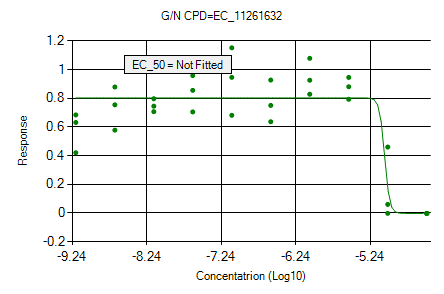 G/N CPD=EC_11261632
1.2
1
EC_50 = Not Fitted
0.8
0.6
0.4
0.2
0
-0.2
Response
-9.24 -8.24 -7.24 -6.24 -5.24
Concentatrion (Log10)